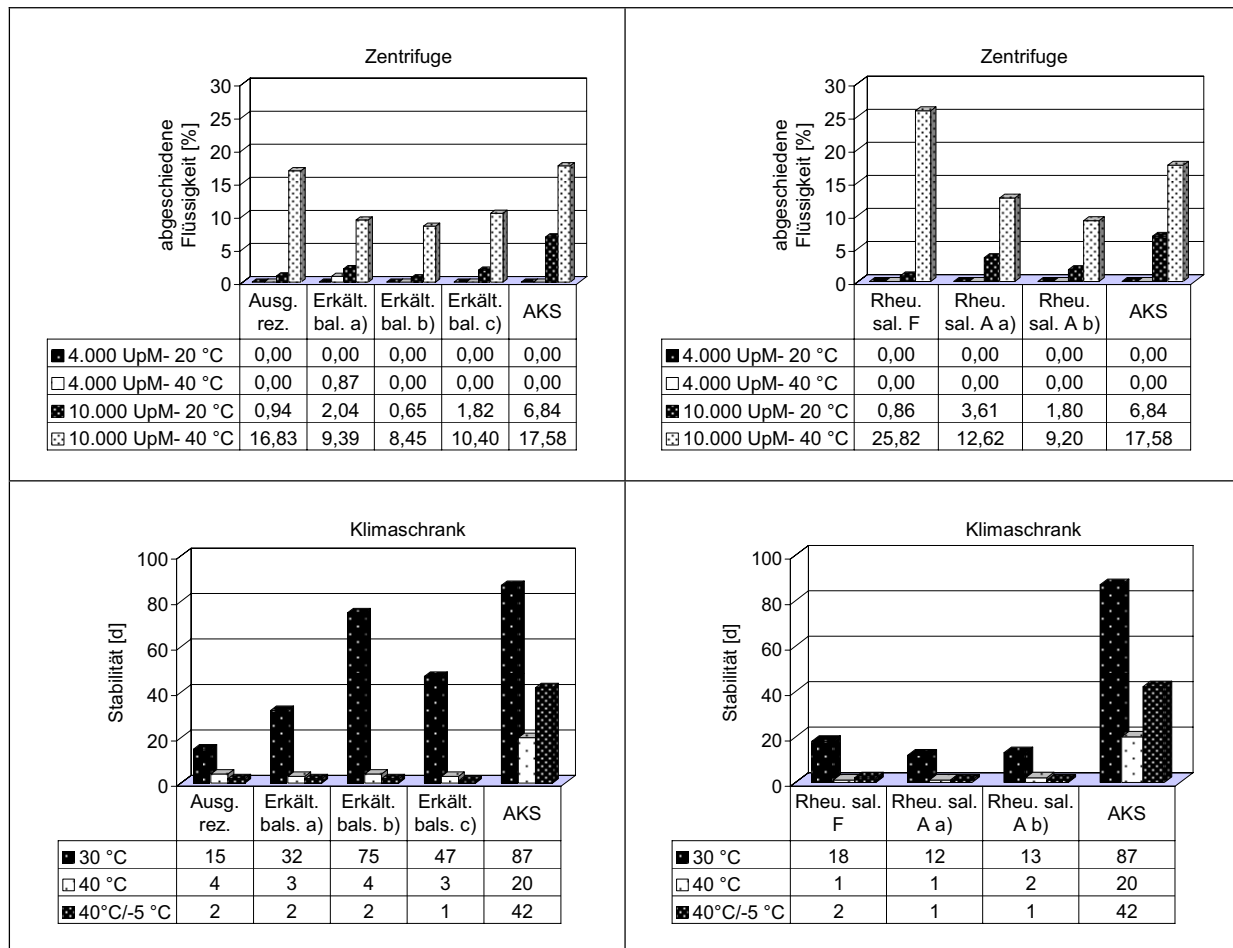 Zentrifuge
abgeschiedene
Flüssigkeit [%]
30
25
20
15
10
5
0
Ausg. rez. Erkält. bal. a) Erkält. bal. b) Erkält. bal. c) AKS
4.000 UpM- 20 °C 0,00 0,00 0,00 0,00 0,00
4.000 UpM- 40 °C 0,00 0,87 0,00 0,00 0,00
10.000 UpM- 20 °C 0,94 2,04 0,65 1,82 6,84
10.000 UpM- 40 °C 16,83 9,39 8,45 10,40 17,58
Zentrifuge
abgeschiedene
Flüssigkeit [%]
30
25
20
15
10
5
0
Rheu. sal. F Rheu. sal. A a) Rheu. sal. A b) AKS
4.000 UpM- 20 °C 0,00 0,00 0,00 0,00
4.000 UpM- 40 °C 0,00 0,00 0,00 0,00
10.000 UpM- 20 °C 0,86 3,61 1,80 6,84
10.000 UpM- 40 °C 25,82 12,62 9,20 17,58
Klimaschrank
Stabilität [d]
100
80
60
40
20
0
Ausg. rez. Erkält. bals. a) Erkält. bals. b) Erkält. bals. c) AKS
30 °C 15 32 75 47 87
40 °C 4 3 4 3 20
40°C/-5 °C 2 2 2 1 42
Klimaschrank
Stabilität [d]
100
80
60
40
20
0
Rheu. sal. F Rheu. sal. A a) Rheu. sal. A b) AKS
30 °C 18 12 13 87
40 °C 1 1 2 20
40°C/-5 °C 2 1 1 42